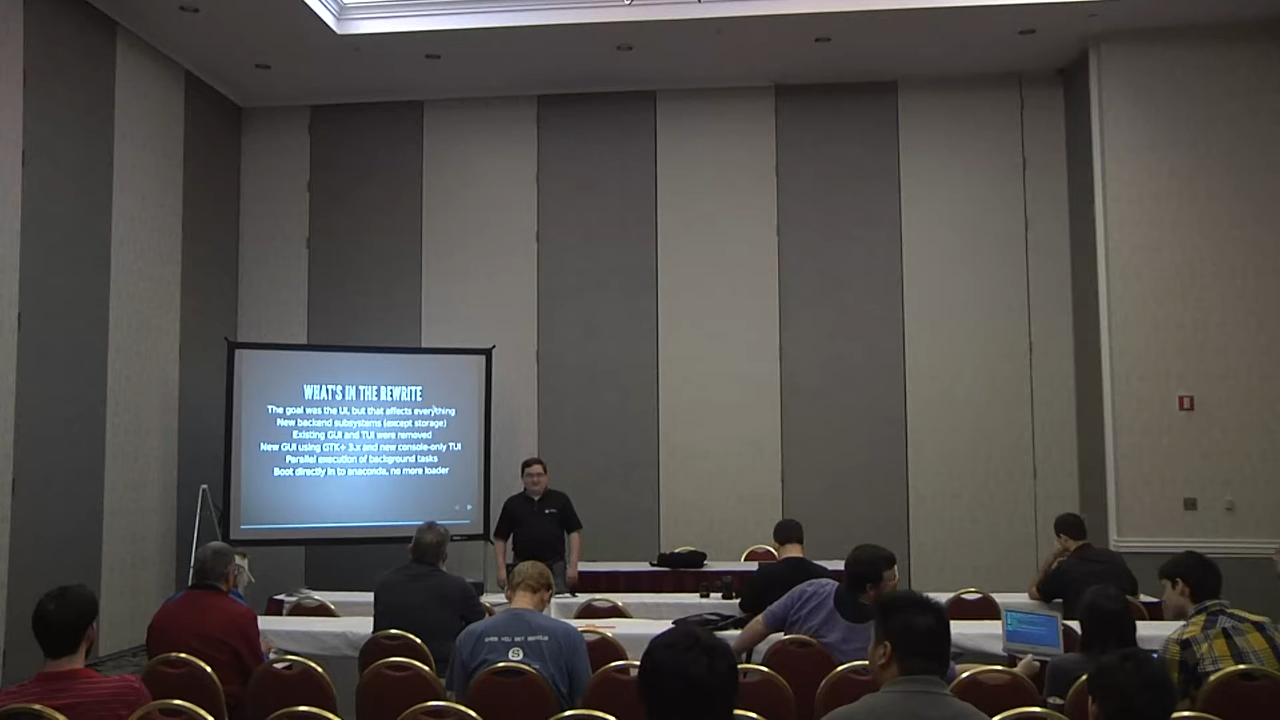 WHAT'S IN THE REWRITE
The goal was the UI, but that affects everything
New backend subsystems (except storage)
Existing GUI and TUI were removed
New GUI using GTK+ 3.x and new console-only TUI
Parallel execution of background tasks
Boot directly in to anaconda, no more loader
S